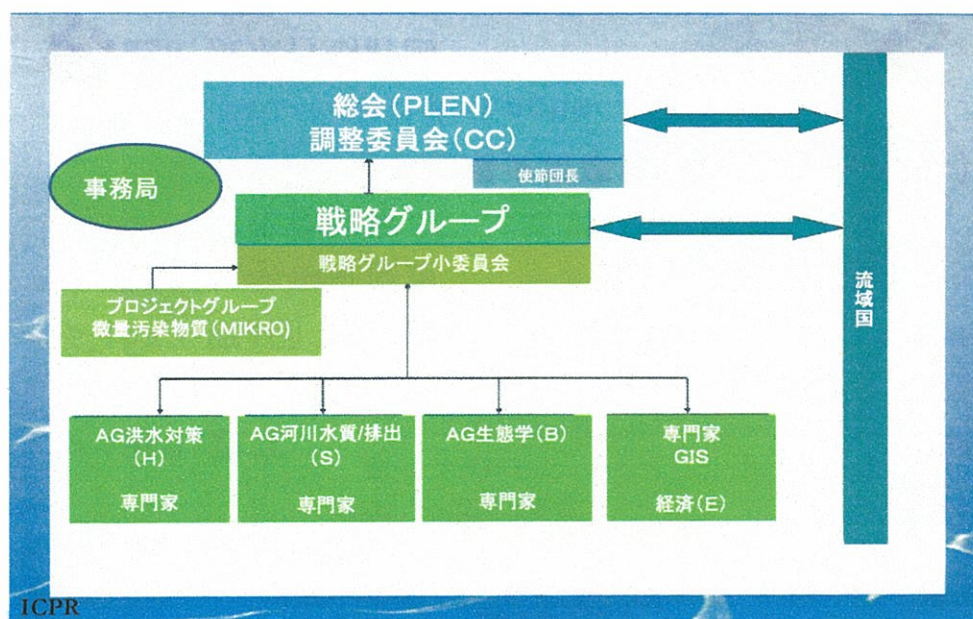 総会(PLEN)
調整委員会(CC)
使節団長
事務局
戦略グループ
戦略グループ小委員会
プロジェクトグループ
微量汚染物質(MIKRO)
流域国
AG洪水対策
(H)
専門家
AG河川水質/排出
(S)
専門家
AG生態学(B)
専門家
専門家
GIS
経済(E)
ICPR